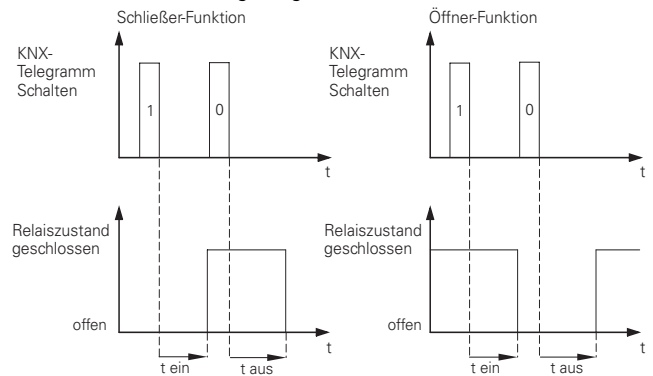 Schließer-Funktion
KNX-
Telegramm
Schalten
1
0
t
Relaiszustand
geschlossen
offen
t
t ein
t aus
Öffner-Funktion
KNX-
Telegramm
Schalten
1
0
t
Relaiszustand
geschlossen
offen
t
t ein
t aus